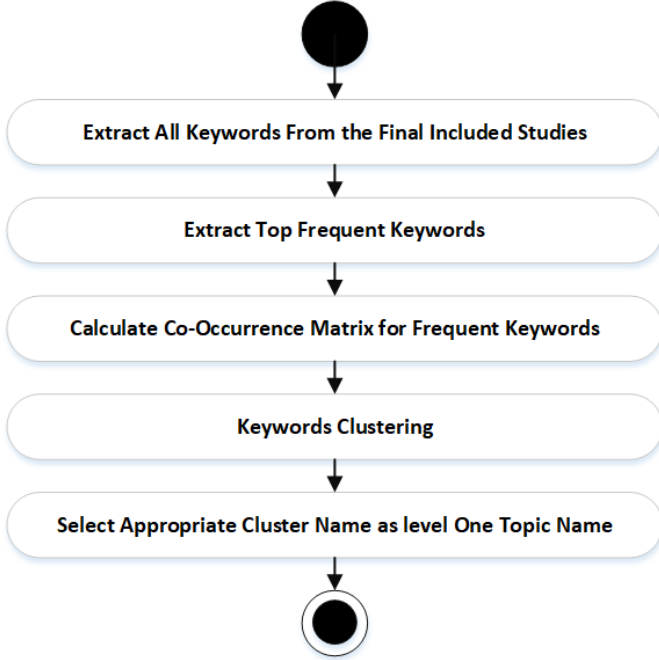 Extract All Keywords From the Final Included Studies
Extract Top Frequent Keywords
Calculate Co-Occurrence Matrix for Frequent Keywords
Keywords Clustering
Select Appropriate Cluster Name as level One Topic Name